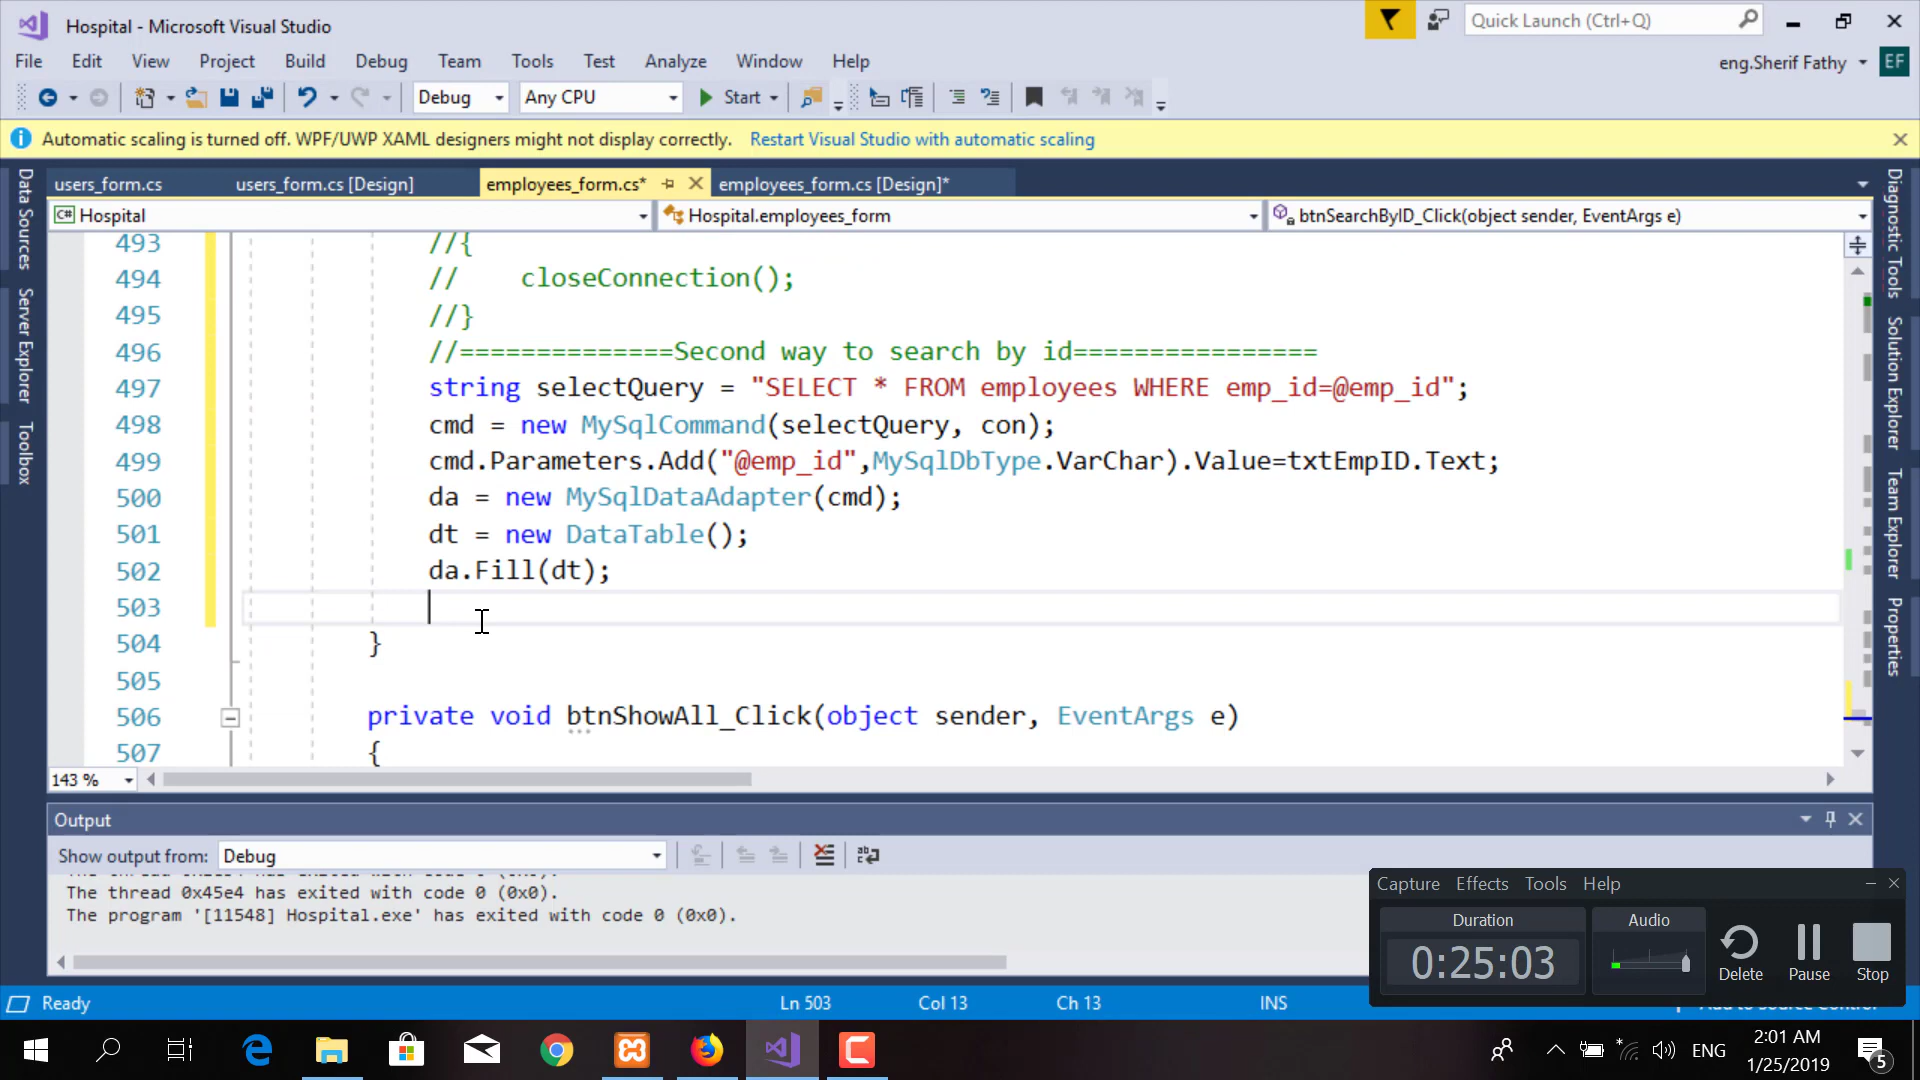 Hospital - Microsoft Visual Studio
Quick Launch (Ctrl+Q)
File Edit View Project Build Debug Team Tools Test Analyze Window Help
eng.Sherif Fathy EF
Debug Any CPU Start
Automatic scaling is turned off. WPF/UWP XAML designers might not display correctly. Restart Visual Studio with automatic scaling
users_form.cs users_form.cs [Design] employees_form.cs* employees_form.cs [Design]*
C# Hospital Hospital.employees_form btnSearchByID_Click(object sender, EventArgs e)
Data Sources
Server Explorer
Toolbox
Diagnostic Tools
Solution Explorer
Team Explorer
Properties
493 //{
494 // closeConnection();
495 //}
496 //==============Second way to search by id================
497 string selectQuery = "SELECT * FROM employees WHERE emp_id=@emp_id";
498 cmd = new MySqlCommand(selectQuery, con);
499 cmd.Parameters.Add("@emp_id",MySqlDbType.VarChar).Value=txtEmpID.Text;
500 da = new MySqlDataAdapter(cmd);
501 dt = new DataTable();
502 da.Fill(dt);
503
504 }
505
506 private void btnShowAll_Click(object sender, EventArgs e)
507 {
143 %
Output
Show output from: Debug
The thread 0x45e4 has exited with code 0 (0x0).
The program '[11548] Hospital.exe' has exited with code 0 (0x0).
Capture Effects Tools Help
Duration Audio
0:25:03
Delete Pause Stop
Ready Ln 503 Col 13 Ch 13 INS
ENG
2:01 AM
1/25/2019
5